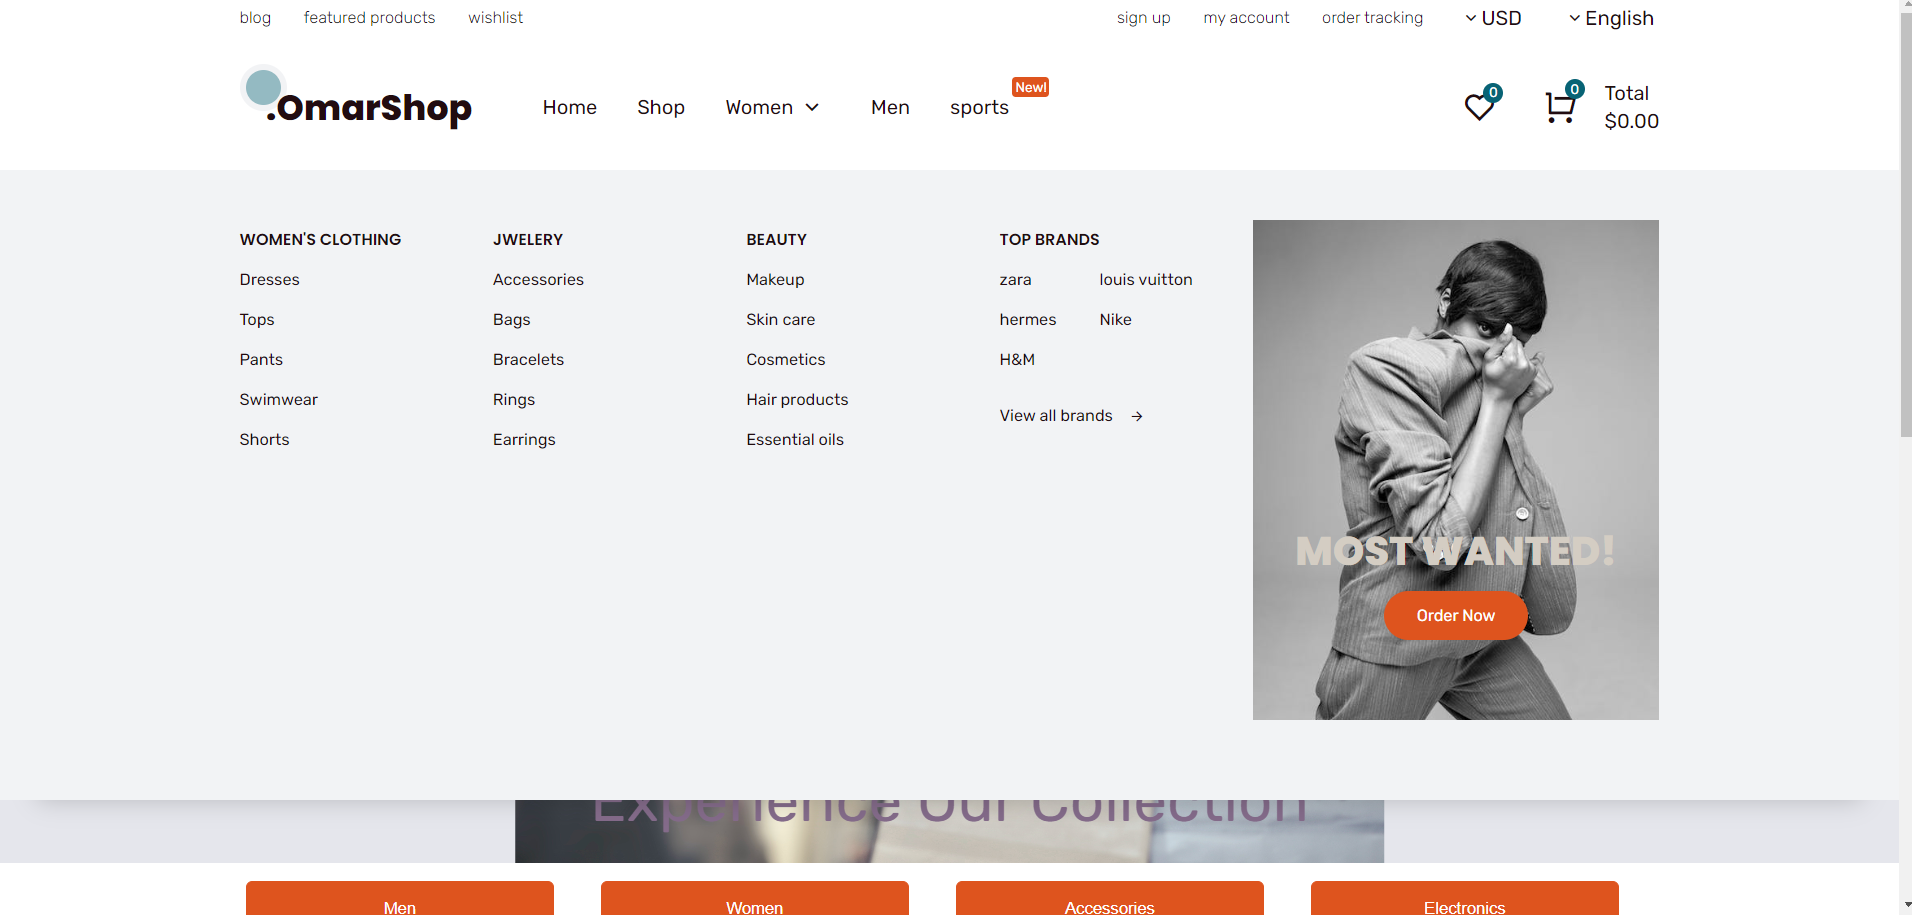 blog featured products wishlist sign up my account order tracking USD English
.OmarShop Home Shop Women Men sports New! 0 0 Total
$0.00
WOMEN'S CLOTHING
Dresses
Tops
Pants
Swimwear
Shorts
JWELERY
Accessories
Bags
Bracelets
Rings
Earrings
BEAUTY
Makeup
Skin care
Cosmetics
Hair products
Essential oils
TOP BRANDS
zara louis vuitton
hermes Nike
H&M
View all brands
MOST WANTED!
Order Now
Experience Our Collection
Men Women Accessories Electronics